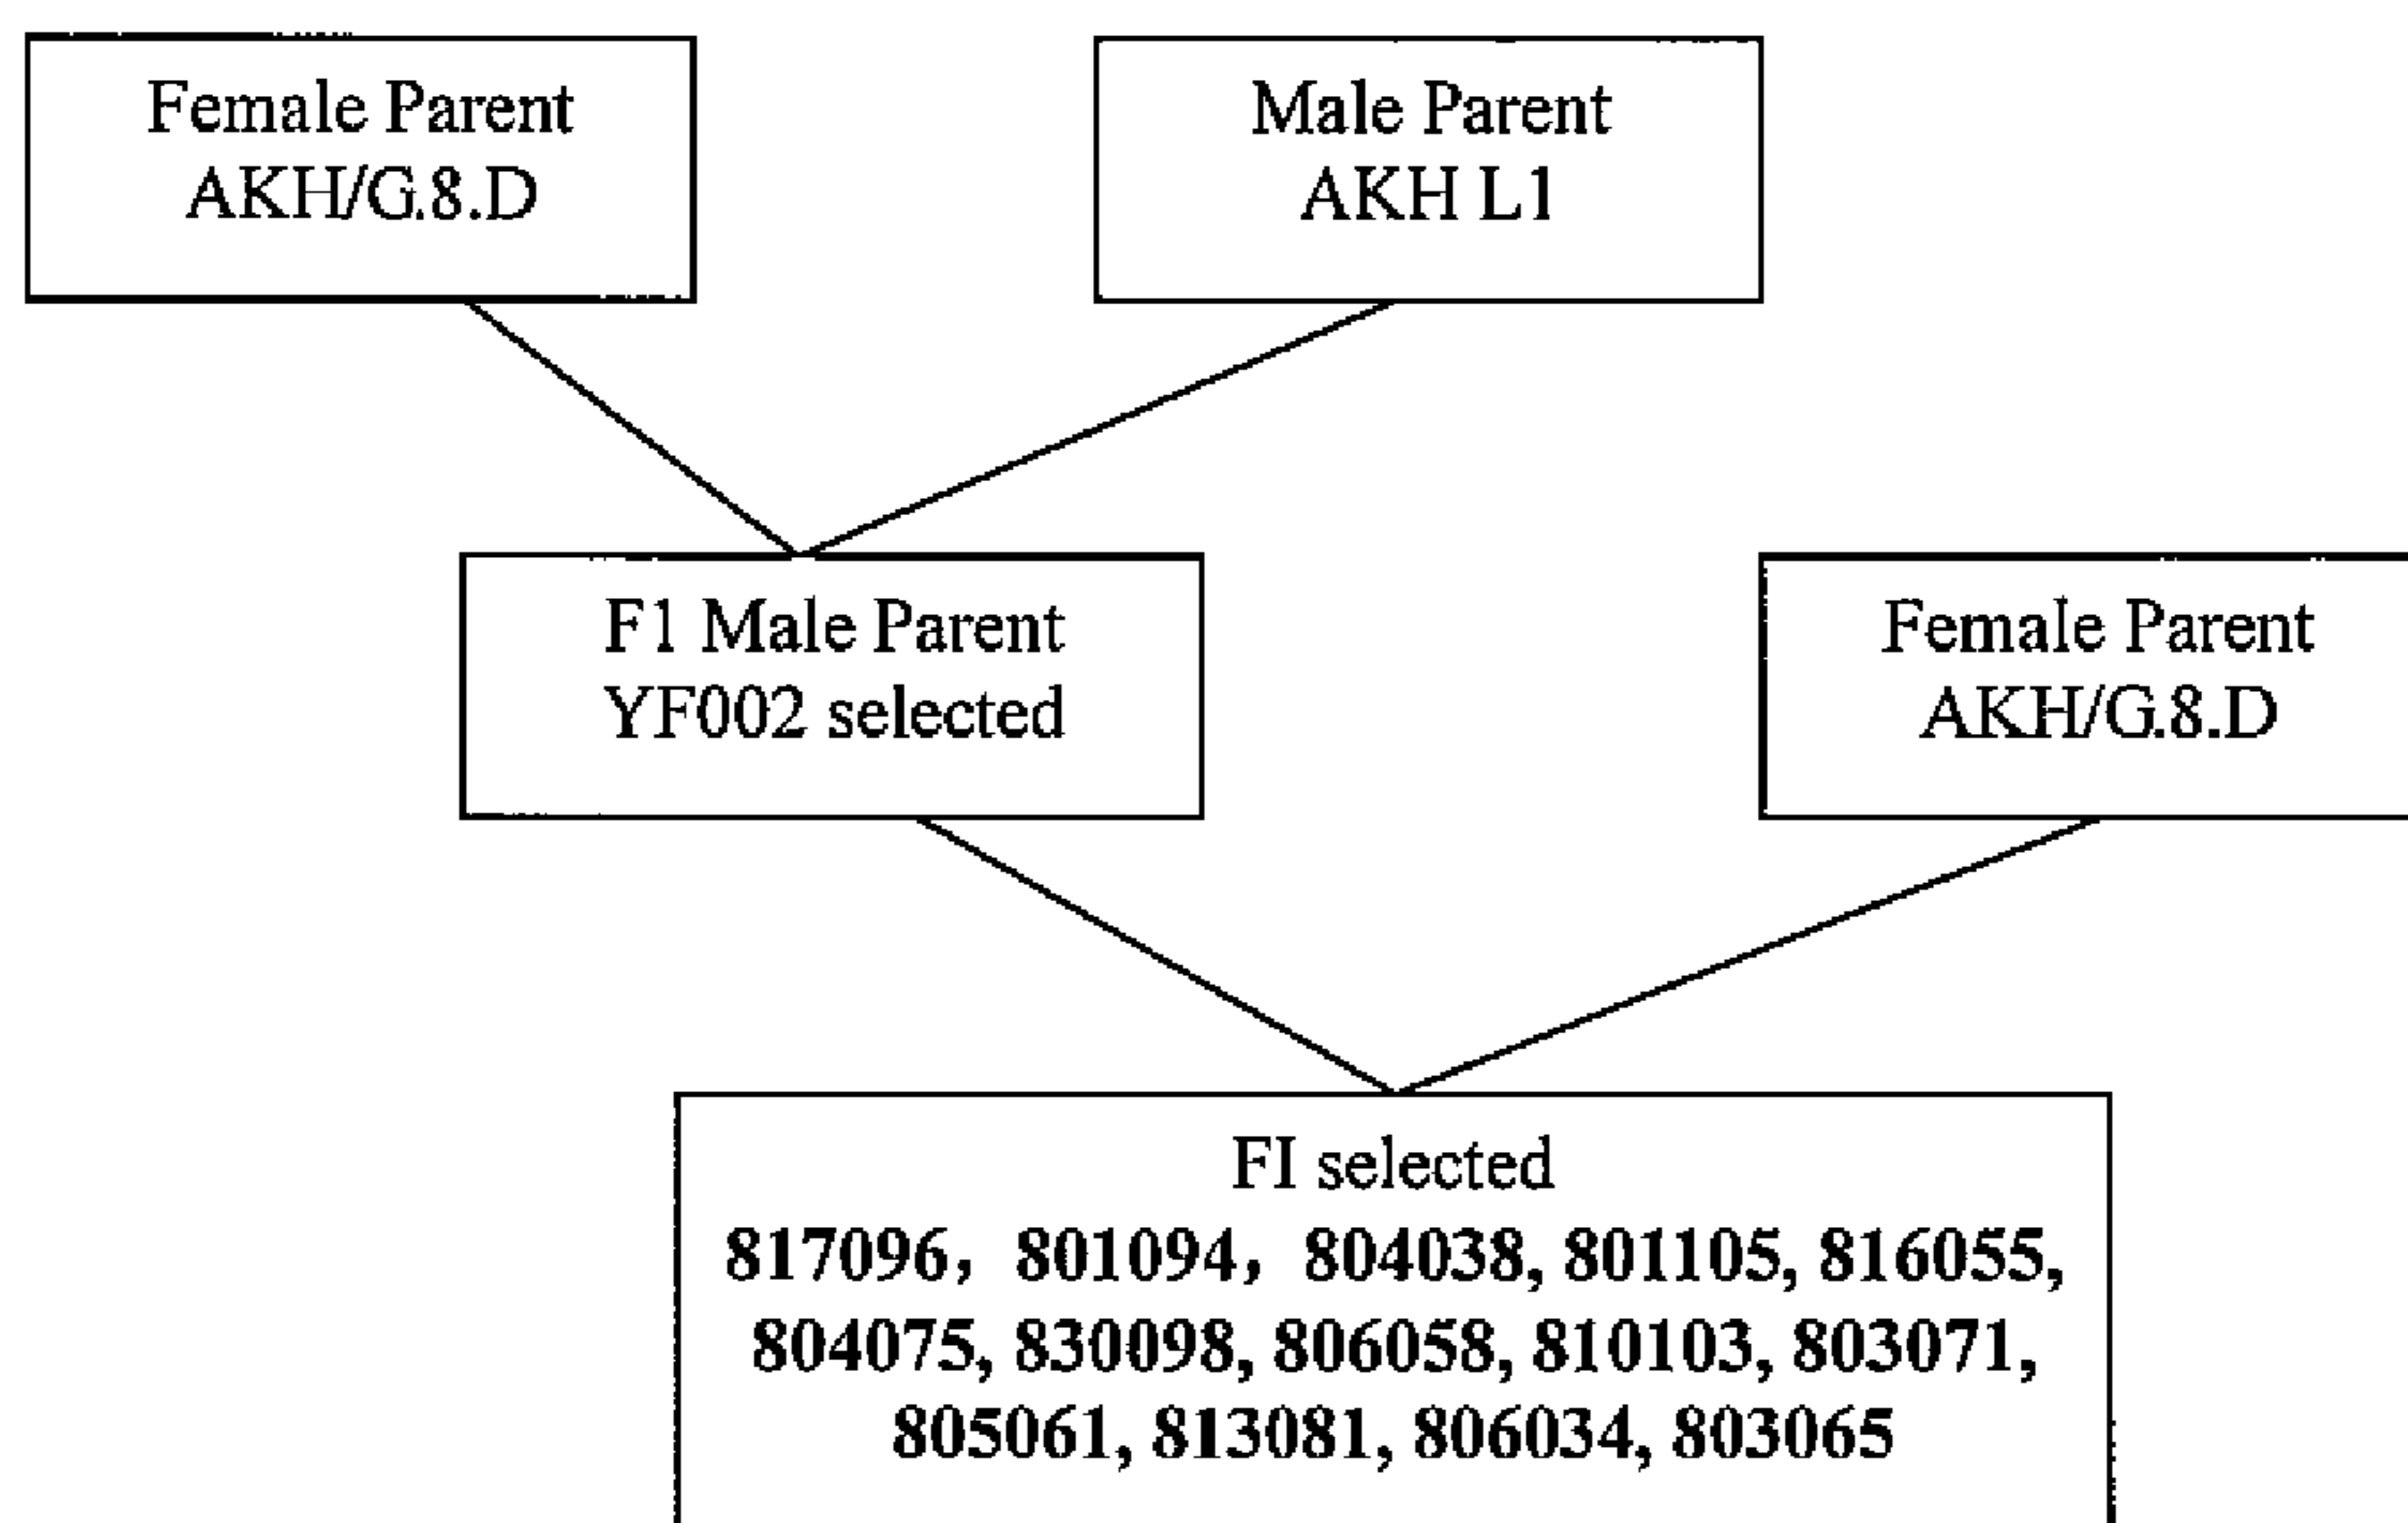 Female Parent
AKH/G.8.D
Male Parent
AKH L1
F1 Male Parent
YF002 selected
Female Parent
AKH/G.8.D
FI selected
817096, 801094, 804038, 801105, 816055,
804075, 830098, 806058, 810103, 803071,
805061, 813081, 806034, 803065